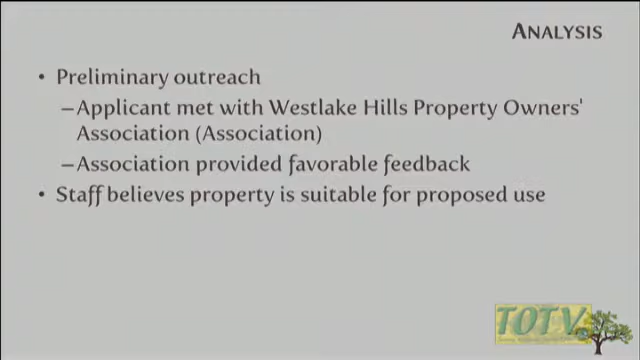 ANALYSIS
• Preliminary outreach
–Applicant met with Westlake Hills Property Owners'
Association (Association)
–Association provided favorable feedback
• Staff believes property is suitable for proposed use
TOTV